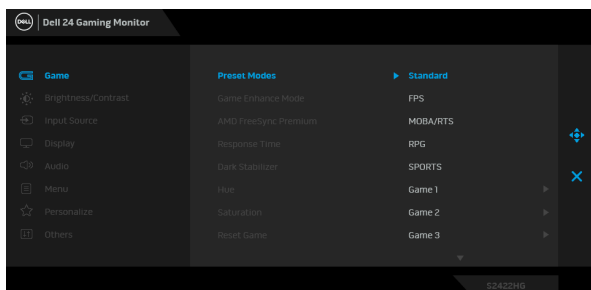 DELL Dell 24 Gaming Monitor
Game Preset Modes Standard
Brightness/Contrast Game Enhance Mode FPS
Input Source AMD FreeSync Premium MOBA/RTS
Display Response Time RPG
Audio Dark Stabilizer SPORTS
Menu Hue Game 1
Personalize Saturation Game 2
Others Reset Game Game 3
S2422HG